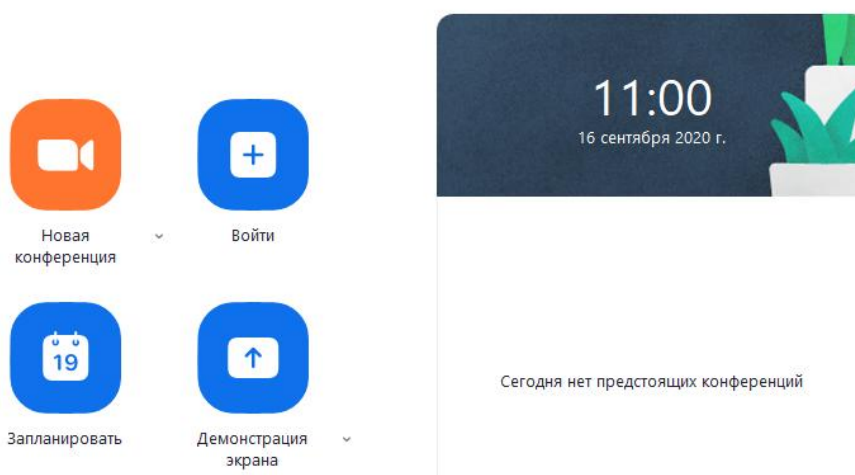 11:00
16 сентября 2020 г.
Новая
конференция
Войти
19
Запланировать
Демонстрация
экрана
Сегодня нет предстоящих конференций